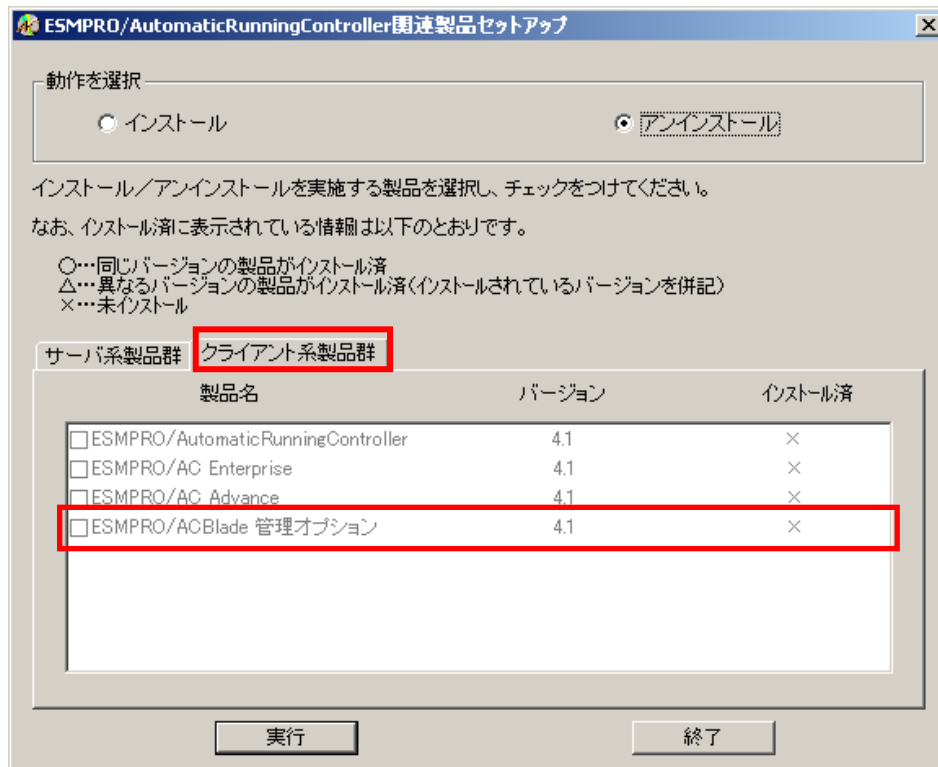 ESMPRO/AutomaticRunningController関連製品セットアップ
動作を選択
インストール
アンインストール
インストール／アンインストールを実施する製品を選択し、チェックをつけてください。
なお、インストール済に表示されている情報は以下のとおりです。
○…同じバージョンの製品がインストール済
△…異なるバージョンの製品がインストール済(インストールされているバージョンを併記)
×…未インストール
サーバ系製品群 クライアント系製品群
製品名 バージョン インストール済
ESMPRO/AutomaticRunningController 4.1 ×
ESMPRO/AC Enterprise 4.1 ×
ESMPRO/AC Advance 4.1 ×
ESMPRO/ACBlade 管理オプション 4.1 ×
実行 終了